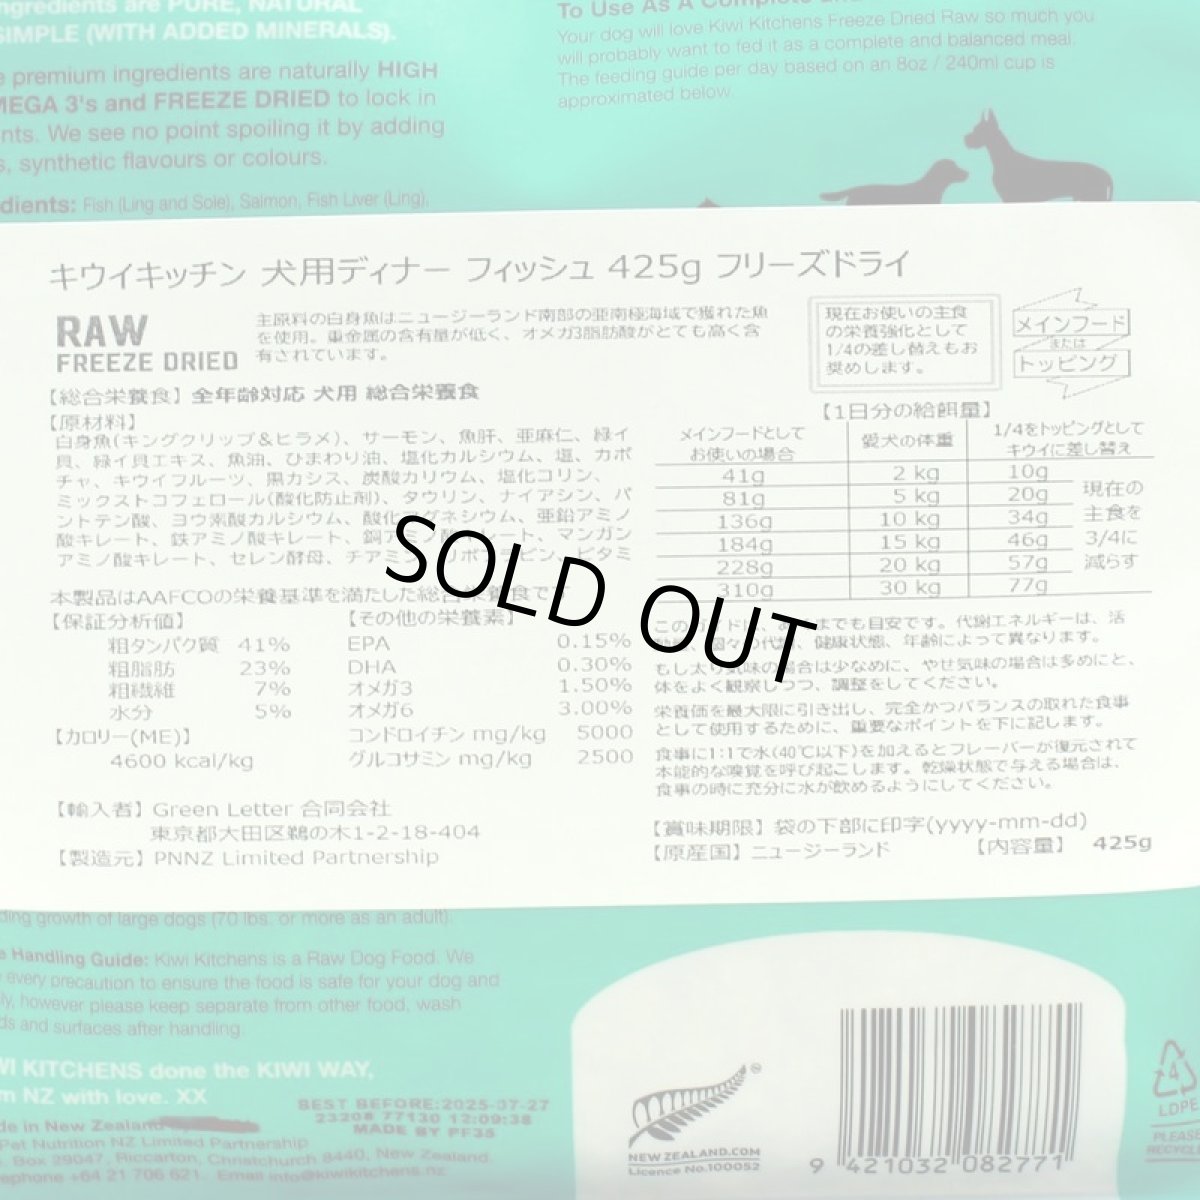 ingredients are PURE, NATURAL
SIMPLE (WITH ADDED MINERALS).
premium ingredients are naturally HIGH
MEGA 3's and FREEZE DRIED to lock in
We see no point spoiling it by adding
synthetic flavours or colours.
Fish (Ling and Sole), Salmon, Fish Liver (Ling),
To Use As A Complete
Your dog will love Kiwi Kitchens Freeze Dried Raw so much you
will probably want to fed it as a complete and balanced meal.
The feeding guide per day based on an 8oz / 240ml cup is
approximated below.
キウイキッチン 犬用ディナー フィッシュ 425g フリーズドライ
RAW
FREEZE DRIED
主原料の白身魚はニュージーランド南部の亜南極海域で獲れた魚
を使用。重金属の含有量が低く、オメガ3脂肪酸がとても高く含
有されています。
現在お使いの主食
の栄養強化として
1/4の差し替えもお
奨めします。
メインフード
または
トッピング
【総合栄養食】全年齢対応 犬用 総合栄養食
【原材料】
白身魚(キングクリップ&ヒラメ)、サーモン、魚肝、亜麻仁、緑イ
貝、緑イ貝エキス、魚油、ひまわり油、塩化カルシウム、塩、カボ
チャ、キウイフルーツ、黒カシス、炭酸カリウム、塩化コリン、
ミックストコフェロール(酸化防止剤)、タウリン、ナイアシン、パ
ントテン酸、ヨウ素酸カルシウム、酸化マグネシウム、亜鉛アミノ
酸キレート、鉄アミノ酸キレート、銅アミノ酸キレート、マンガン
アミノ酸キレート、セレン酵母、チアミン、リボフラビン、ビタミ
本製品はAAFCOの栄養基準を満たした総合栄養食です
【保証分析値】
粗タンパク質 41%
粗脂肪 23%
粗繊維 7%
水分 5%
【カロリー(ME)】
4600 kcal/kg
【その他の栄養素】
EPA 0.15%
DHA 0.30%
オメガ3 1.50%
オメガ6 3.00%
コンドロイチン mg/kg 5000
グルコサミン mg/kg 2500
【輸入者】Green Letter 合同会社
東京都大田区鵜の木1-2-18-404
【製造元】PNNZ Limited Partnership
【1日分の給餌量】
メインフードとして
お使いの場合
愛犬の体重
1/4をトッピングとして
キウイに差し替え
41g 2 kg 10g
81g 5 kg 20g
136g 10 kg 34g
184g 15 kg 46g
228g 20 kg 57g
310g 30 kg 77g
現在の
主食を
3/4に
減らす
このガイドは、あくまでも目安です。代謝エネルギーは、活
個々の代謝、健康状態、年齢によって異なります。
もし太り気味の場合は少なめに、やせ気味の場合は多めにと、
体をよく観察しつつ、調整をしてください。
栄養価を最大限に引き出し、完全かつバランスの取れた食事
として使用するために、重要なポイントを下に記します。
食事に1:1で水(40℃以下)を加えるとフレーバーが復元されて
本能的な嗅覚を呼び起こします。乾燥状態で与える場合は、
食事の時に充分に水が飲めるようにしてください。
【賞味期限】袋の下部に印字(yyyy-mm-dd)
【原産国】ニュージーランド 【内容量】 425g
SOLD OUT
growth of large dogs (70 lbs. or more as an adult).
Handling Guide: Kiwi Kitchens is a Raw Dog Food. We
every precaution to ensure the food is safe for your dog and
however please keep separate from other food, wash
and surfaces after handling.
KITCHENS done the KIWI WAY,
NZ with love. XX
BEST BEFORE:2025-07-27
23208 77130 12:09:38
MADE BY PF35
in New Zealand
Pet Nutrition NZ Limited Partnership
Box 29047, Riccarton, Christchurch 8440, New Zealand.
+64 21 706 621. Email info@kiwikitchens.nz
NEWZEALAND.COM
Licence No.100052
9 421032 082771
4
LDPE
PLEASE
RECYCLE